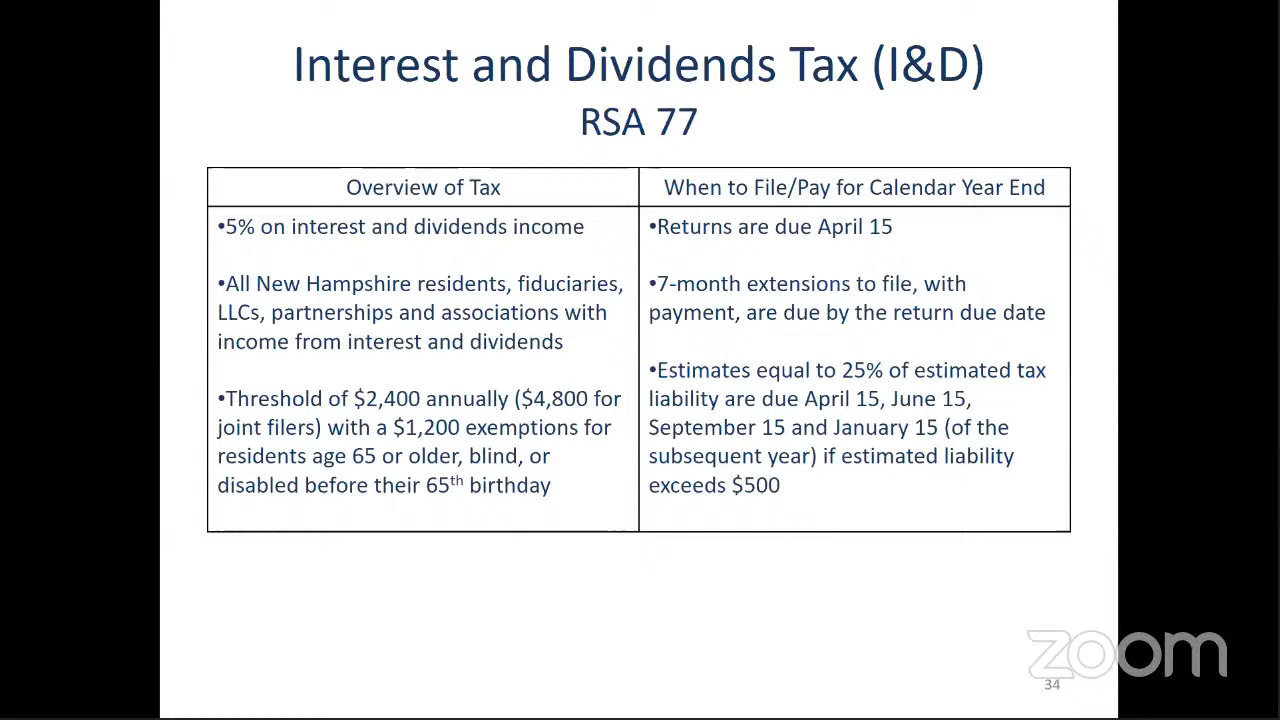 Interest and Dividends Tax (I&D)
RSA 77
Overview of Tax
•5% on interest and dividends income
•All New Hampshire residents, fiduciaries,
LLCs, partnerships and associations with
income from interest and dividends
•Threshold of $2,400 annually ($4,800 for
joint filers) with a $1,200 exemptions for
residents age 65 or older, blind, or
disabled before their 65th birthday
When to File/Pay for Calendar Year End
•Returns are due April 15
•7-month extensions to file, with
payment, are due by the return due date
•Estimates equal to 25% of estimated tax
liability are due April 15, June 15,
September 15 and January 15 (of the
subsequent year) if estimated liability
exceeds $500
zoom
34